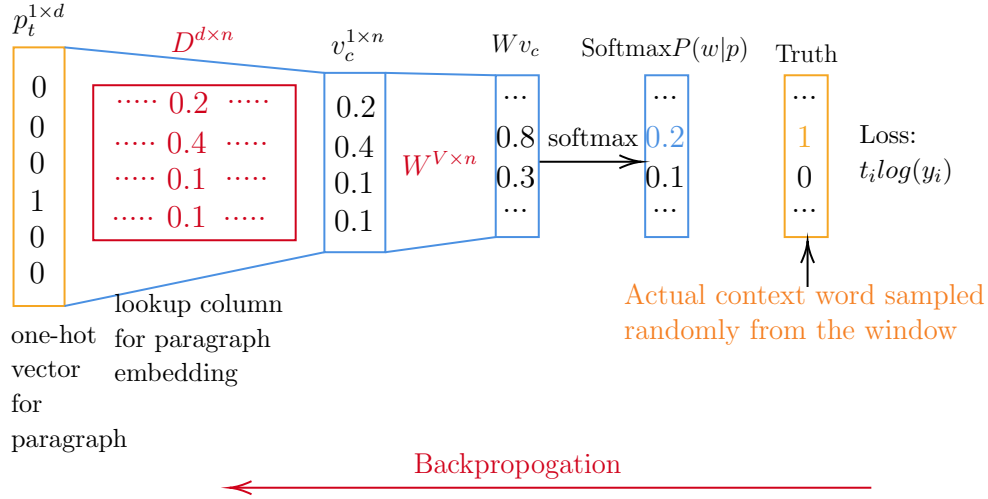 p_t^{1×d}
D^{d×n}
v_c^{1×n}
Wv_c
SoftmaxP(w|p)
Truth
0
0
0
1
0
0
····· 0.2 ·····
····· 0.4 ·····
····· 0.1 ·····
····· 0.1 ·····
0.2
0.4
0.1
0.1
W^{V×n}
...
0.8
0.3
...
softmax
...
0.2
0.1
...
...
1
0
...
Loss:
t_ilog(y_i)
one-hot
vector
for
paragraph
lookup column
for paragraph
embedding
Actual context word sampled
randomly from the window
Backpropogation